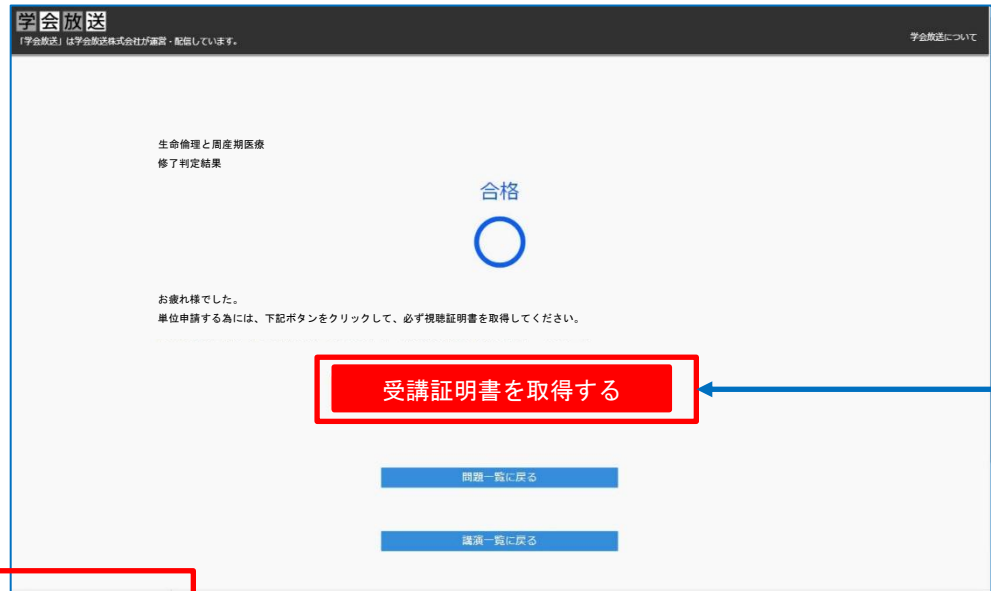 学会放送
「学会放送」は学会放送株式会社が運営・配信しています。
学会放送について
生命倫理と周産期医療
修了判定結果
合格
お疲れ様でした。
単位申請する為には、下記ボタンをクリックして、必ず視聴証明書を取得してください。
受講証明書を取得する
問題一覧に戻る
講演一覧に戻る